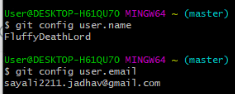 User@DESKTOP-H61QU70 MINGW64 ~ (master)
$ git config user.name
FluffyDeathLord
User@DESKTOP-H61QU70 MINGW64 ~ (master)
$ git config user.email
sayali2211.jadhav@gmail.com